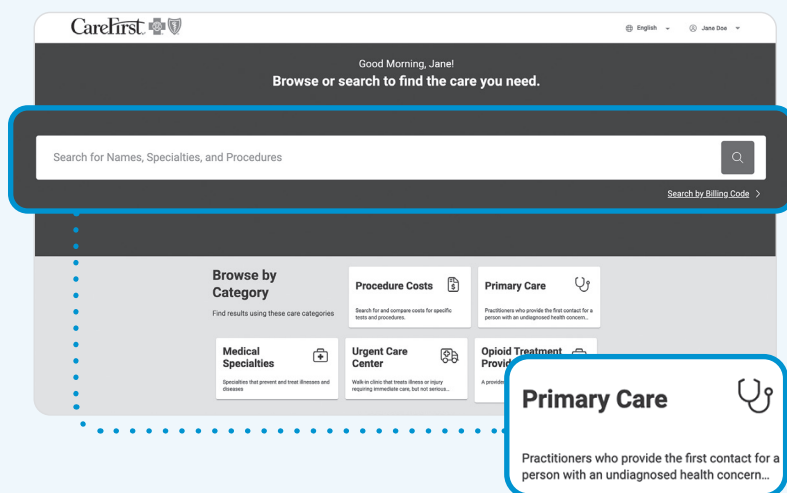 CareFirst
English
Jane Doe
Good Morning, Jane!
Browse or search to find the care you need.
Search for Names, Specialties, and Procedures
Search by Billing Code >
Browse by
Category
Find results using these care categories
Procedure Costs
Search for and compare costs for specific
tests and procedures.
Primary Care
Practitioners who provide the first contact for a
person with an undiagnosed health concern...
Medical
Specialties
Specialties that prevent and treat illnesses and
diseases
Urgent Care
Center
Walk-in clinic that treats illness or injury
requiring immediate care, but not serious...
Opioid Treatment
A
Primary Care
Practitioners who provide the first contact for a
person with an undiagnosed health concern...